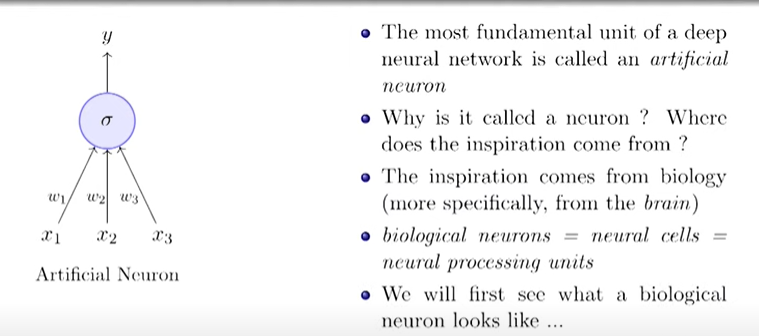 y
σ
w1 w2 w3
x1 x2 x3
Artificial Neuron
• The most fundamental unit of a deep
neural network is called an artificial
neuron
• Why is it called a neuron ? Where
does the inspiration come from ?
• The inspiration comes from biology
(more specifically, from the brain)
• biological neurons = neural cells =
neural processing units
• We will first see what a biological
neuron looks like ...